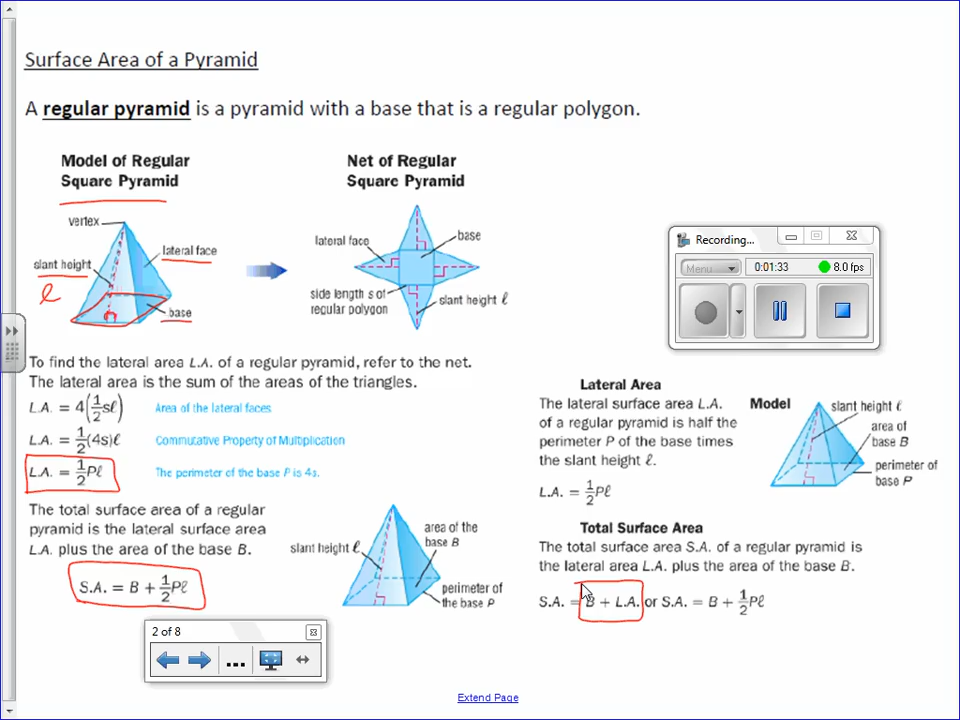 Surface Area of a Pyramid
A regular pyramid is a pyramid with a base that is a regular polygon.
Model of Regular
Square Pyramid
Net of Regular
Square Pyramid
vertex
lateral face
slant height
ℓ
base
lateral face
base
side length s of
regular polygon
slant height ℓ
Recording...
Menu
0:01:33
8.0 fps
To find the lateral area L.A. of a regular pyramid, refer to the net.
The lateral area is the sum of the areas of the triangles.
L.A. = 4(1/2 sℓ)
Area of the lateral faces
L.A. = 1/2(4s)ℓ
Commutative Property of Multiplication
L.A. = 1/2Pℓ
The perimeter of the base P is 4s.
The total surface area of a regular
pyramid is the lateral surface area
L.A. plus the area of the base B.
S.A. = B + 1/2Pℓ
slant height ℓ
area of the
base B
perimeter of
the base P
Lateral Area
The lateral surface area L.A.
of a regular pyramid is half the
perimeter P of the base times
the slant height ℓ.
L.A. = 1/2Pℓ
Model
slant height ℓ
area of
base B
perimeter of
base P
Total Surface Area
The total surface area S.A. of a regular pyramid is
the lateral area L.A. plus the area of the base B.
S.A. = B + L.A. or S.A. = B + 1/2Pℓ
2 of 8
...
Extend Page